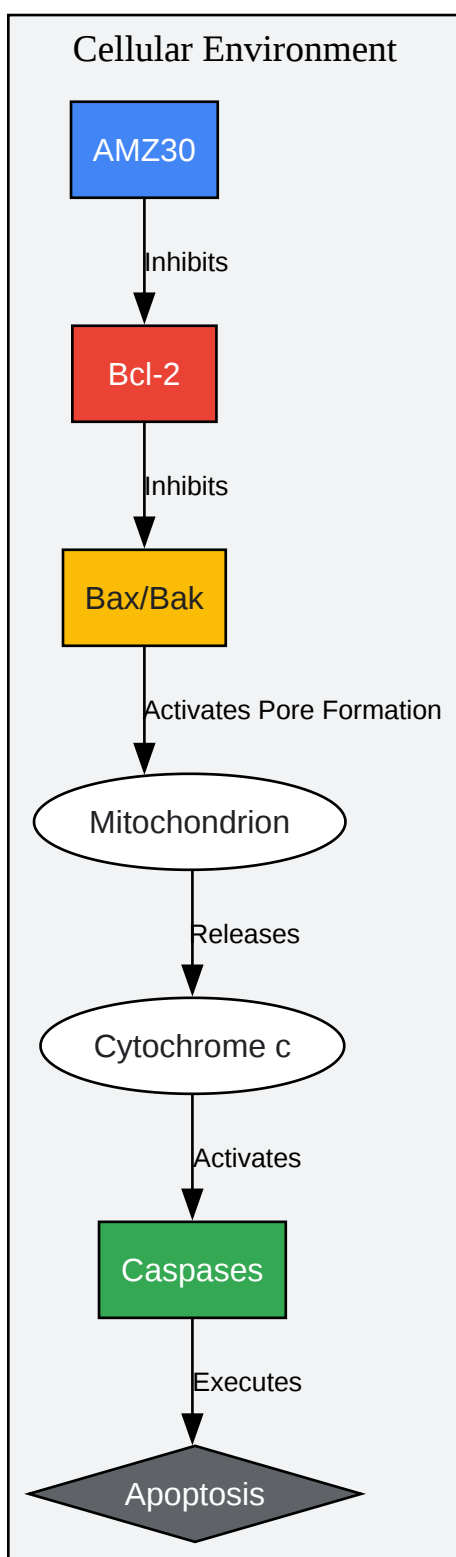 Cellular Environment
AMZ30
Inhibits
Bcl-2
Inhibits
Bax/Bak
Activates Pore Formation
Mitochondrion
Releases
Cytochrome c
Activates
Caspases
Executes
Apoptosis